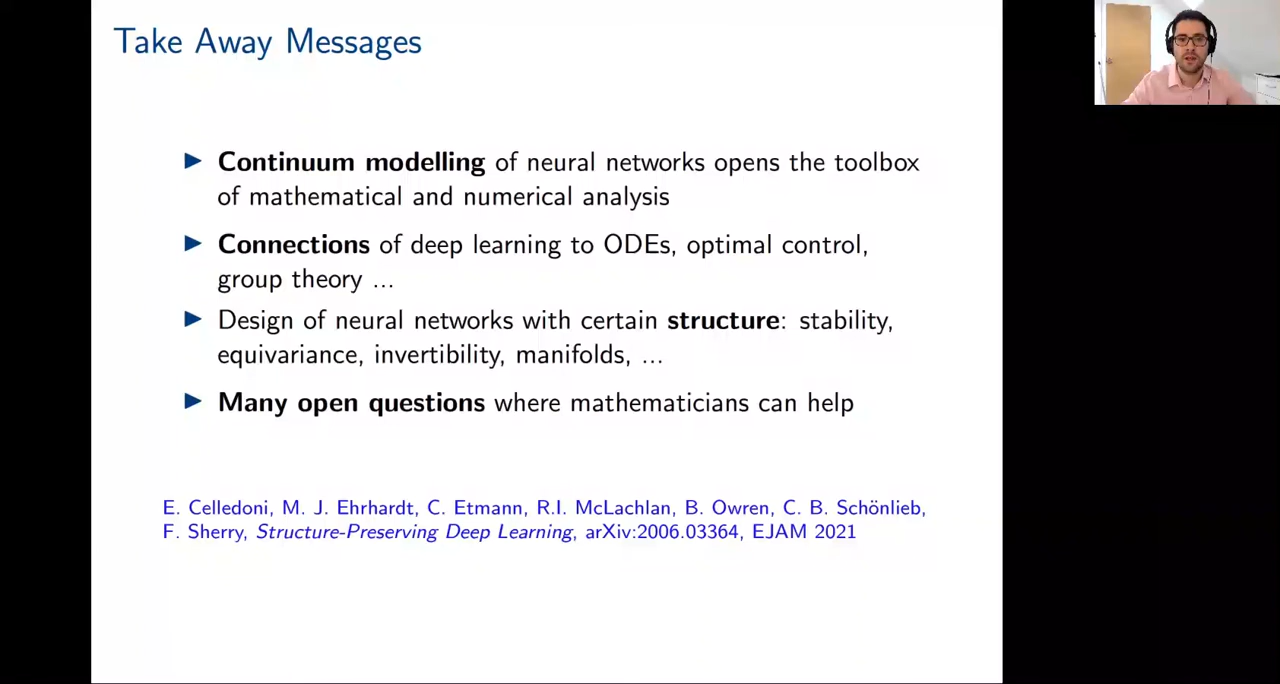 Take Away Messages
▶ Continuum modelling of neural networks opens the toolbox
of mathematical and numerical analysis
▶ Connections of deep learning to ODEs, optimal control,
group theory ...
▶ Design of neural networks with certain structure: stability,
equivariance, invertibility, manifolds, ...
▶ Many open questions where mathematicians can help
E. Celledoni, M. J. Ehrhardt, C. Etmann, R.I. McLachlan, B. Owren, C. B. Schönlieb,
F. Sherry, Structure-Preserving Deep Learning, arXiv:2006.03364, EJAM 2021